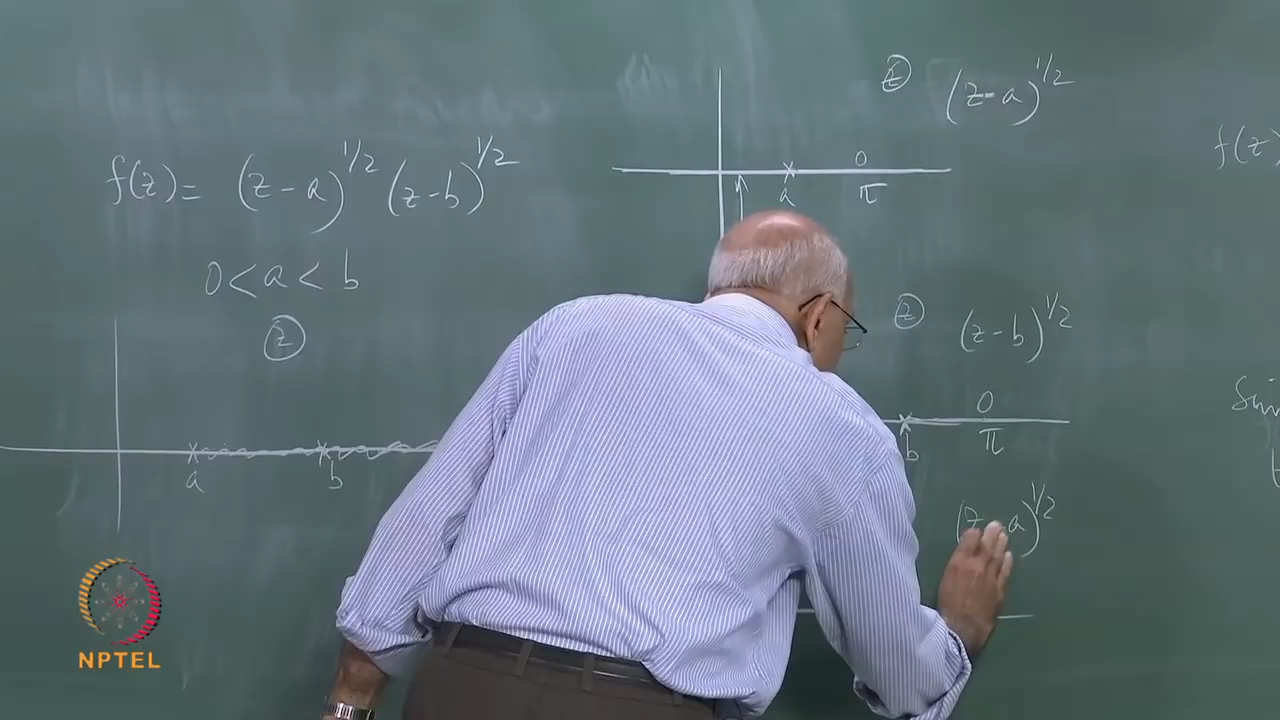 f(z) = (z-a)^{1/2} (z-b)^{1/2}
0 < a < b
z
a b
z (z-a)^{1/2}
0
a π
z (z-b)^{1/2}
0
b π
(z-a)^{1/2}
f(z)
NPTEL